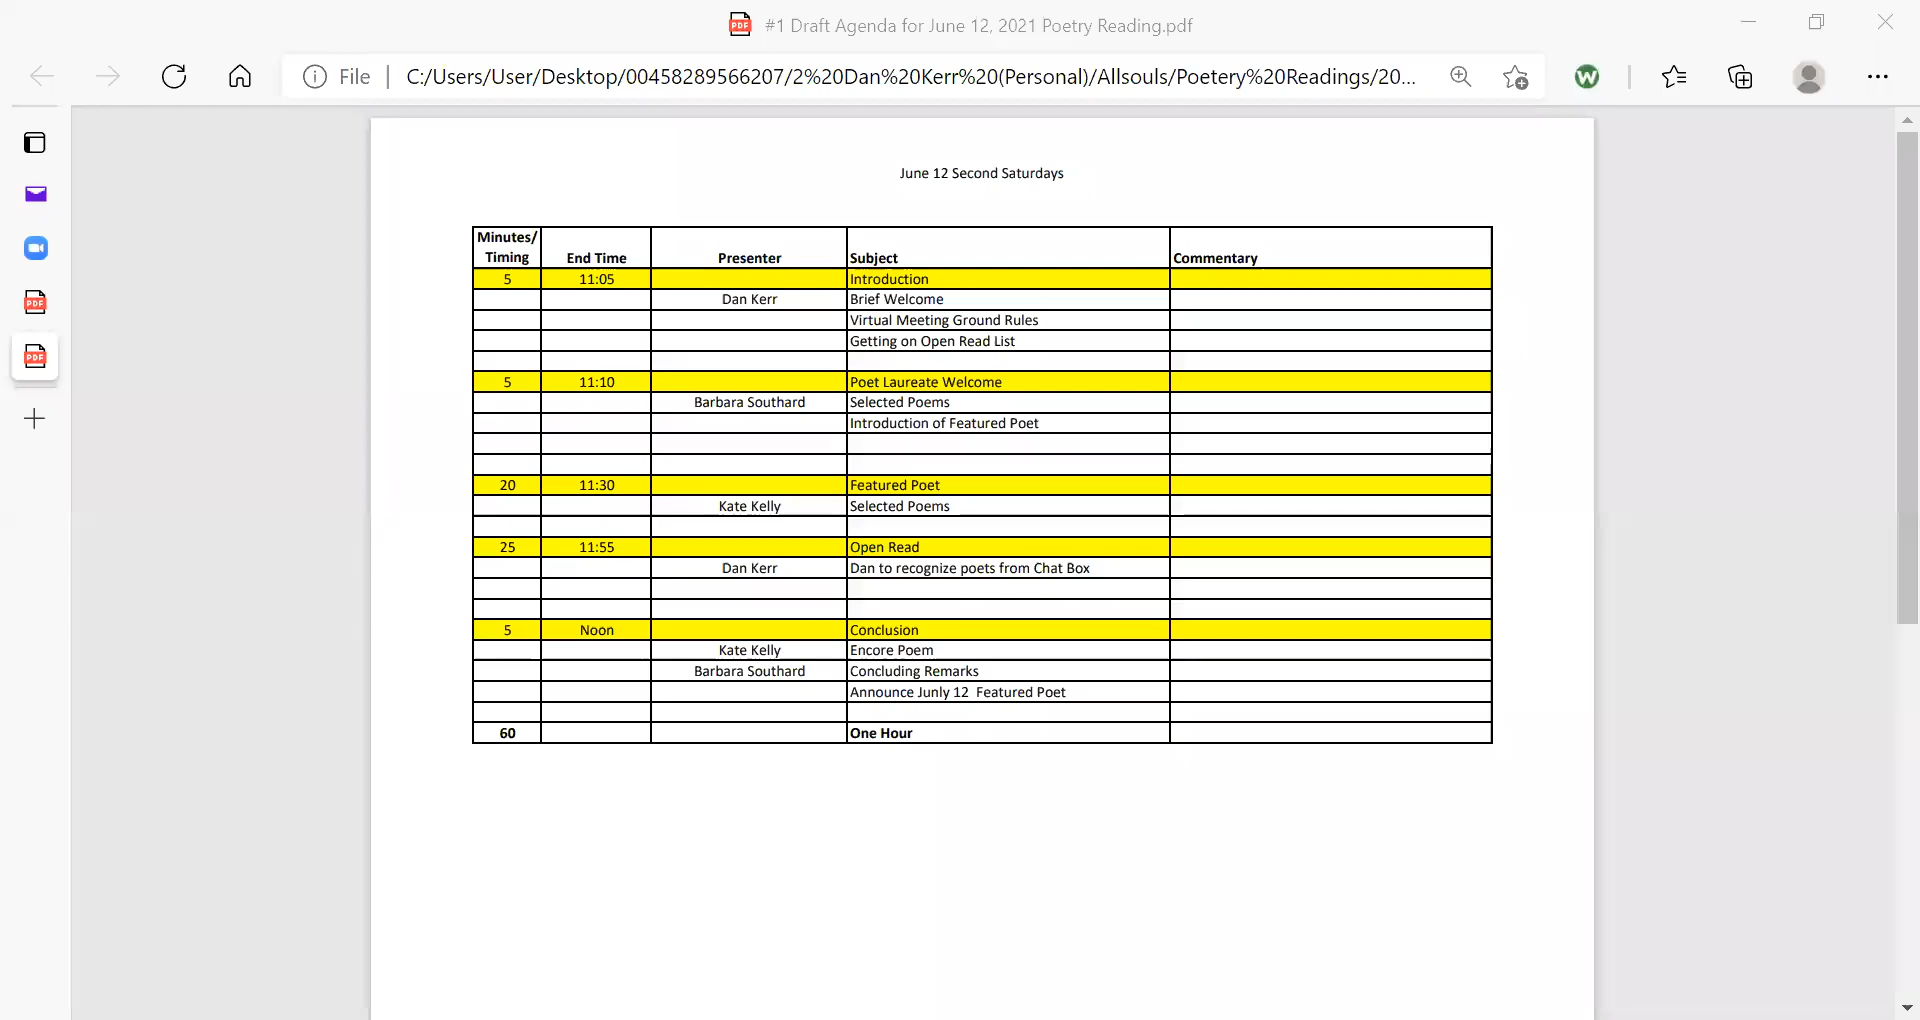 #1 Draft Agenda for June 12, 2021 Poetry Reading.pdf
File | C:/Users/User/Desktop/00458289566207/2%20Dan%20Kerr%20(Personal)/Allsouls/Poetery%20Readings/20...
June 12 Second Saturdays
Minutes/
Timing End Time Presenter Subject Commentary
5 11:05 Introduction
Dan Kerr Brief Welcome
Virtual Meeting Ground Rules
Getting on Open Read List
5 11:10 Poet Laureate Welcome
Barbara Southard Selected Poems
Introduction of Featured Poet
20 11:30 Featured Poet
Kate Kelly Selected Poems
25 11:55 Open Read
Dan Kerr Dan to recognize poets from Chat Box
5 Noon Conclusion
Kate Kelly Encore Poem
Barbara Southard Concluding Remarks
Announce Junly 12 Featured Poet
60 One Hour